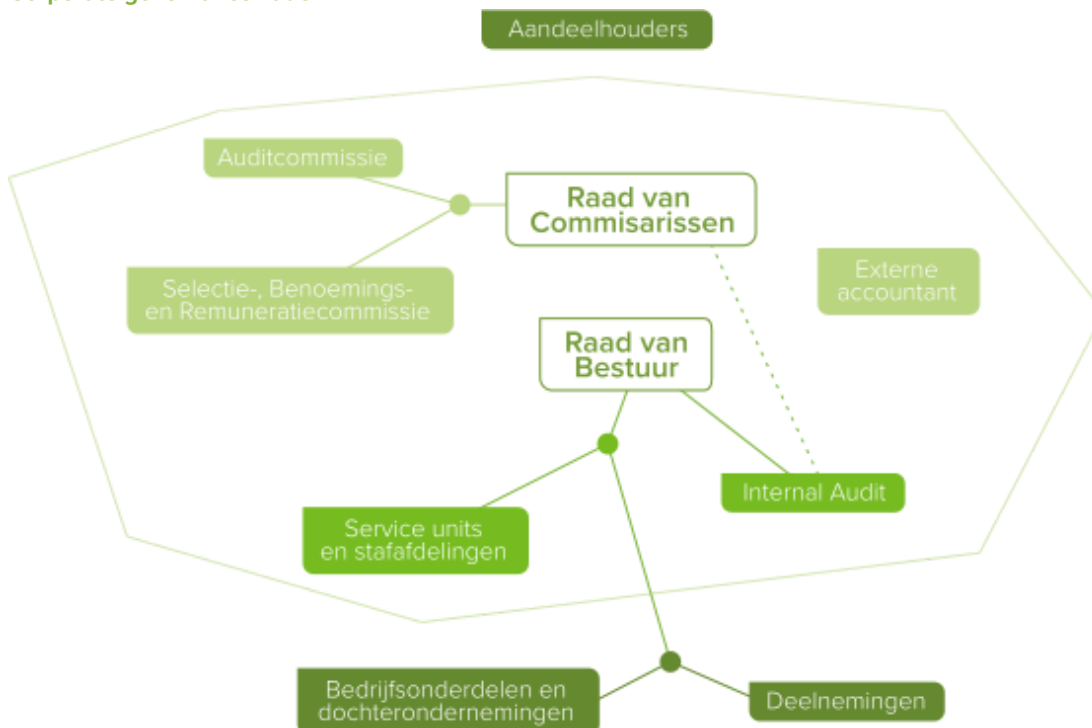 Aandeelhouders
Auditcommissie
Raad van
Commisarissen
Selectie-, Benoemings-
en Remuneratiecommissie
Externe
accountant
Raad van
Bestuur
Internal Audit
Service units
en stafafdelingen
Bedrijfsonderdelen en
dochterondernemingen
Deelnemingen